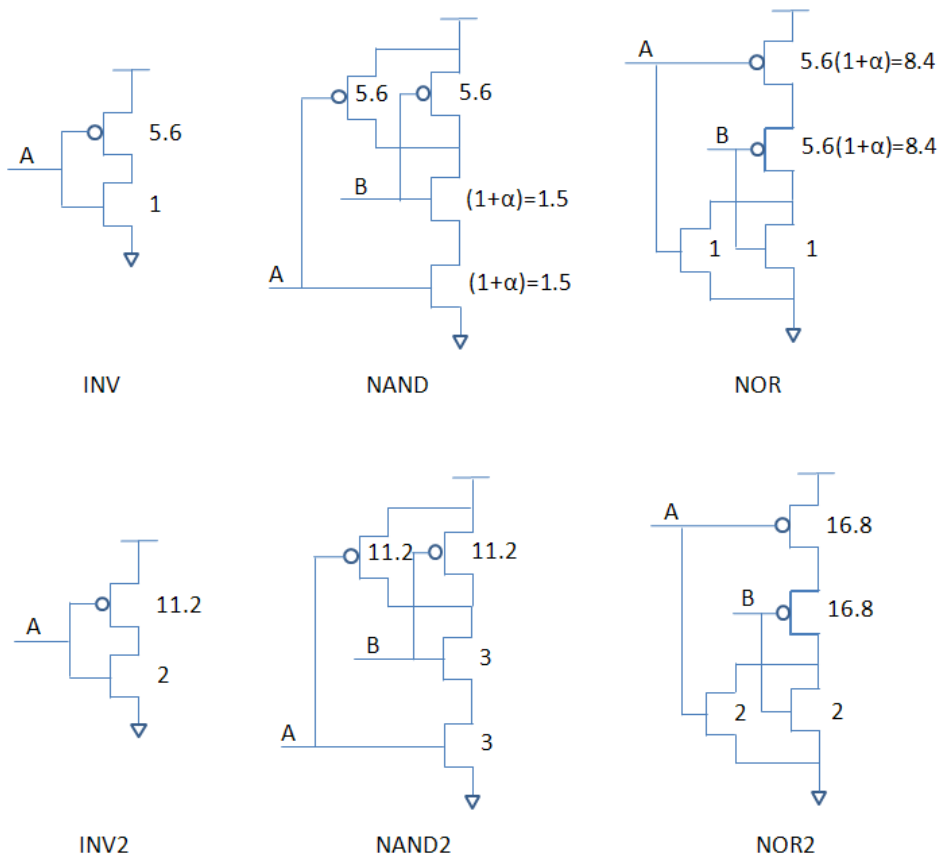 A
5.6
1
INV
5.6
5.6
B
(1+α)=1.5
A
(1+α)=1.5
NAND
A
5.6(1+α)=8.4
B
5.6(1+α)=8.4
1
1
NOR
A
11.2
2
INV2
11.2
11.2
B
3
A
3
NAND2
A
16.8
B
16.8
2
2
NOR2